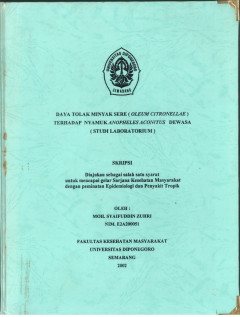 DAYA TOLAK MINYAK SERE ( OLEUM CITRONELLAE )
TERHADAP NYAMUK ANOPHELES ACONITUS DEWASA
( STUDI LABORATORIUM )
SKRIPSI
Diajukan sebagai salah satu syarat
untuk mencapai gelar Sarjana Kesehatan Masyarakat
dengan peminatan Epidemiologi dan Penyakit Tropik
OLEH :
MOH. SYAIFUDDIN ZUHRI
NIM. E2A200051
FAKULTAS KESEHATAN MASYARAKAT
UNIVERSITAS DIPONEGORO
SEMARANG
2002